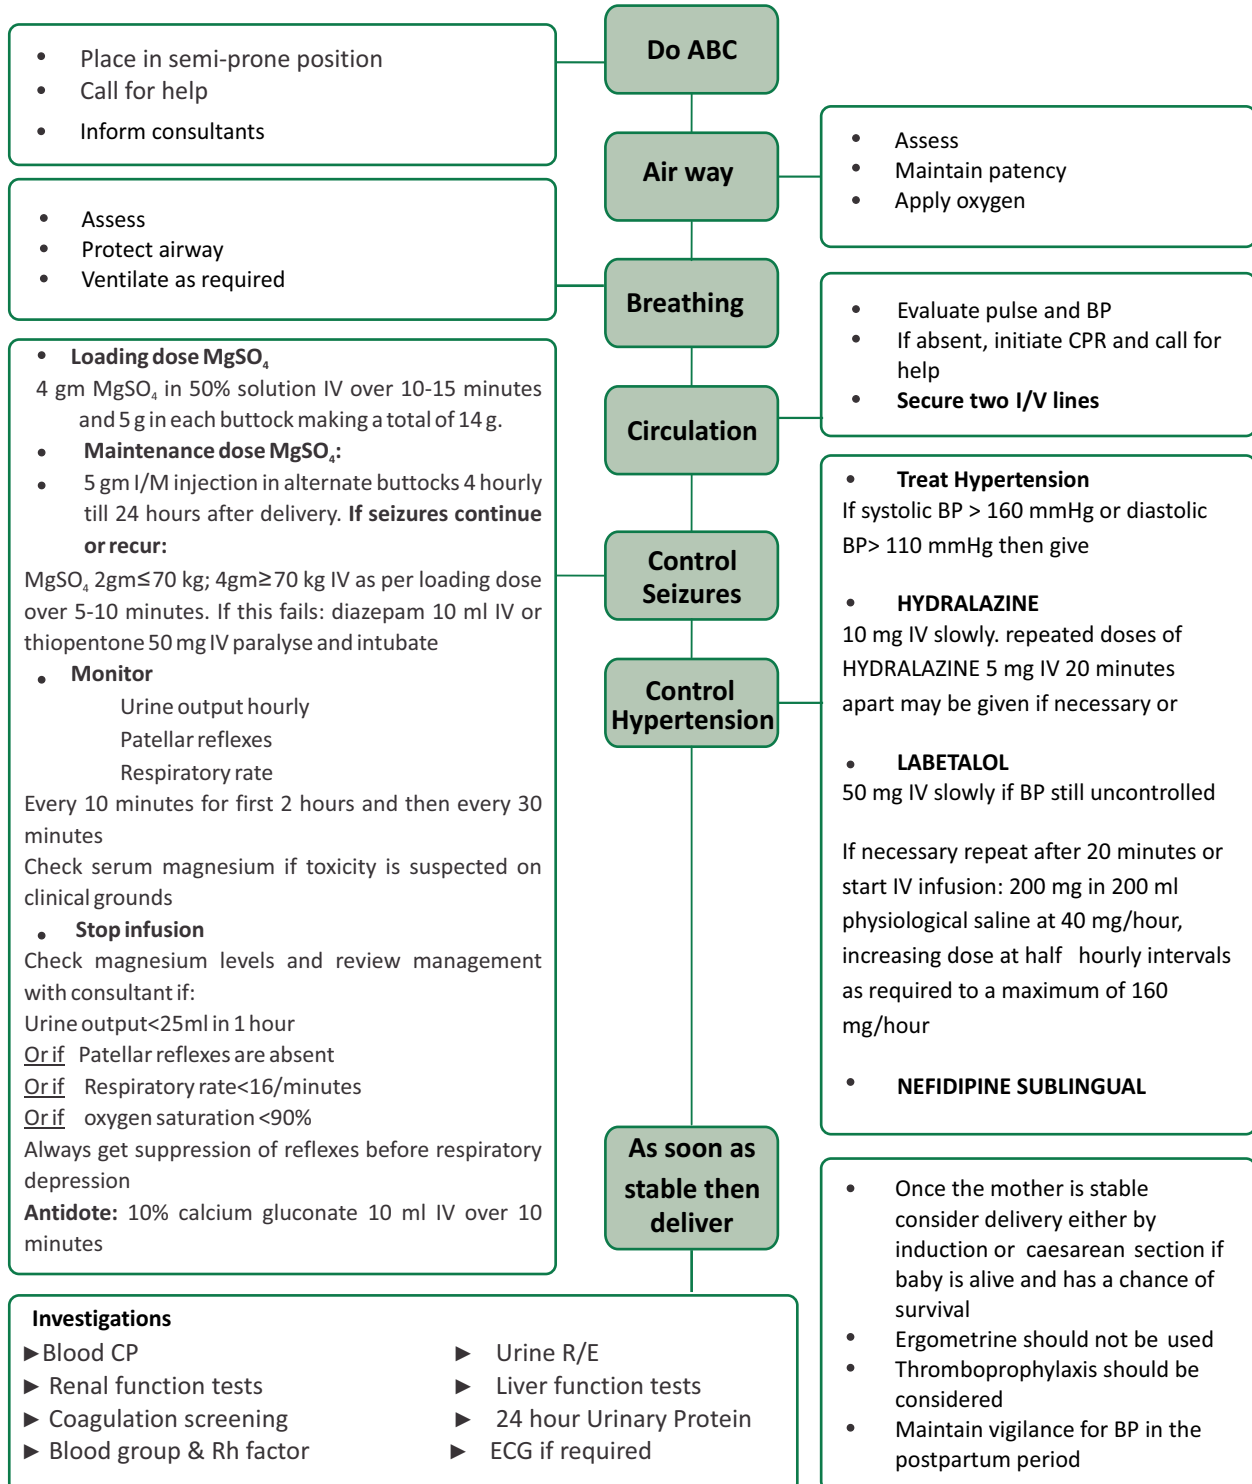 Do ABC
• Place in semi-prone position
• Call for help
• Inform consultants
Air way
• Assess
• Maintain patency
• Apply oxygen
• Assess
• Protect airway
• Ventilate as required
Breathing
• Evaluate pulse and BP
• If absent, initiate CPR and call for
help
• Secure two I/V lines
Circulation
• Loading dose MgSO₄
4 gm MgSO₄ in 50% solution IV over 10-15 minutes
and 5 g in each buttock making a total of 14 g.
• Maintenance dose MgSO₄:
• 5 gm I/M injection in alternate buttocks 4 hourly
till 24 hours after delivery. If seizures continue
or recur:
MgSO₄ 2gm≤70 kg; 4gm≥70 kg IV as per loading dose
over 5-10 minutes. If this fails: diazepam 10 ml IV or
thiopentone 50 mg IV paralyse and intubate
• Monitor
Urine output hourly
Patellar reflexes
Respiratory rate
Every 10 minutes for first 2 hours and then every 30
minutes
Check serum magnesium if toxicity is suspected on
clinical grounds
• Stop infusion
Check magnesium levels and review management
with consultant if:
Urine output<25ml in 1 hour
Or if Patellar reflexes are absent
Or if Respiratory rate<16/minutes
Or if oxygen saturation <90%
Always get suppression of reflexes before respiratory
depression
Antidote: 10% calcium gluconate 10 ml IV over 10
minutes
Control
Seizures
Control
Hypertension
• Treat Hypertension
If systolic BP > 160 mmHg or diastolic
BP> 110 mmHg then give
• HYDRALAZINE
10 mg IV slowly. repeated doses of
HYDRALAZINE 5 mg IV 20 minutes
apart may be given if necessary or
• LABETALOL
50 mg IV slowly if BP still uncontrolled
If necessary repeat after 20 minutes or
start IV infusion: 200 mg in 200 ml
physiological saline at 40 mg/hour,
increasing dose at half hourly intervals
as required to a maximum of 160
mg/hour
• NEFIDIPINE SUBLINGUAL
As soon as
stable then
deliver
• Once the mother is stable
consider delivery either by
induction or caesarean section if
baby is alive and has a chance of
survival
• Ergometrine should not be used
• Thromboprophylaxis should be
considered
• Maintain vigilance for BP in the
postpartum period
Investigations
►Blood CP
► Renal function tests
► Coagulation screening
► Blood group & Rh factor
► Urine R/E
► Liver function tests
► 24 hour Urinary Protein
► ECG if required